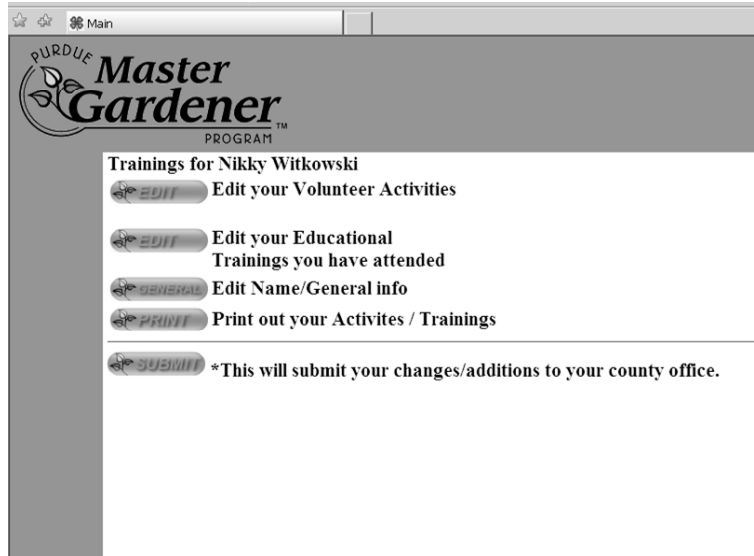 Main
PURDUE
Master
Gardener™
PROGRAM
Trainings for Nikky Witkowski
EDIT Edit your Volunteer Activities
EDIT Edit your Educational
Trainings you have attended
GENERAL Edit Name/General info
PRINT Print out your Activites / Trainings
SUBMIT *This will submit your changes/additions to your county office.